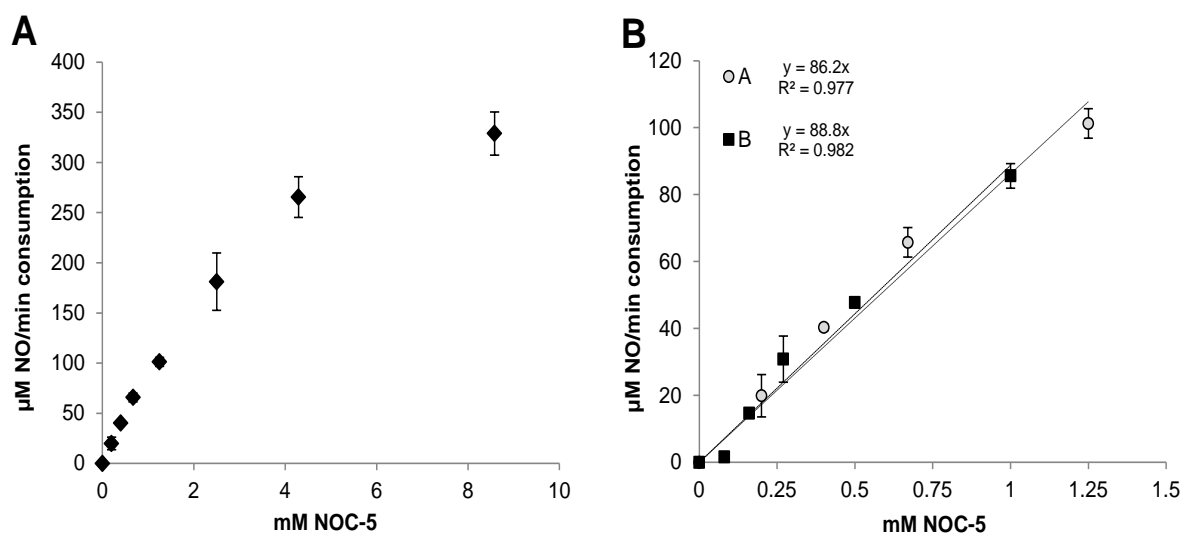 A
400
350
300
250
200
150
100
50
0
µM NO/min consumption
0 2 4 6 8 10
mM NOC-5
B
120
100
80
60
40
20
0
µM NO/min consumption
A y = 86.2x
R² = 0.977
B y = 88.8x
R² = 0.982
0 0.25 0.5 0.75 1 1.25 1.5
mM NOC-5